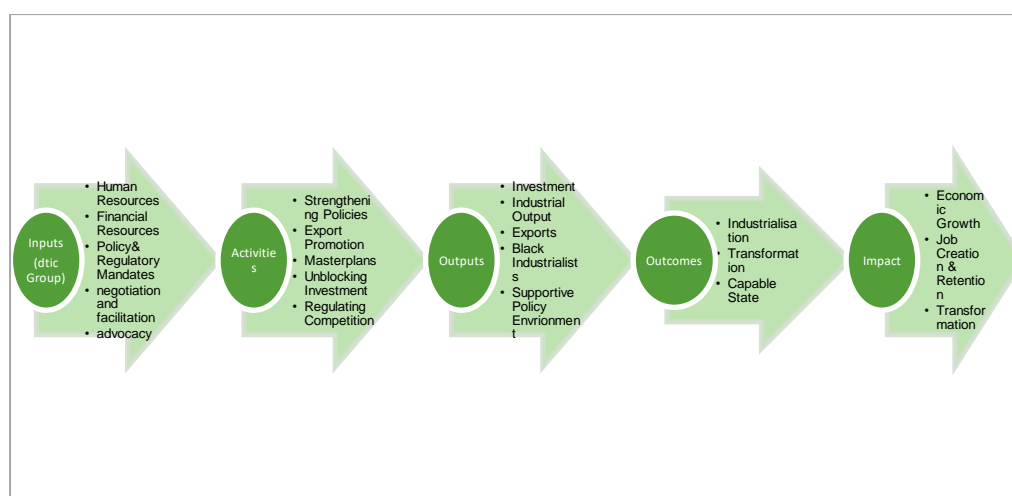 Inputs
(dtic
Group)
• Human
Resources
• Financial
Resources
• Policy&
Regulatory
Mandates
• negotiation
and
facilitation
• advocacy
Activitie
s
• Strengtheni
ng Policies
• Export
Promotion
• Masterplans
• Unblocking
Investment
• Regulating
Competition
Outputs
• Investment
• Industrial
Output
• Exports
• Black
Industrialist
s
• Supportive
Policy
Envrionmen
t
Outcomes
• Industrialisa
tion
• Transformat
ion
• Capable
State
Impact
• Econom
ic
Growth
• Job
Creatio
n &
Retentio
n
• Transfor
mation